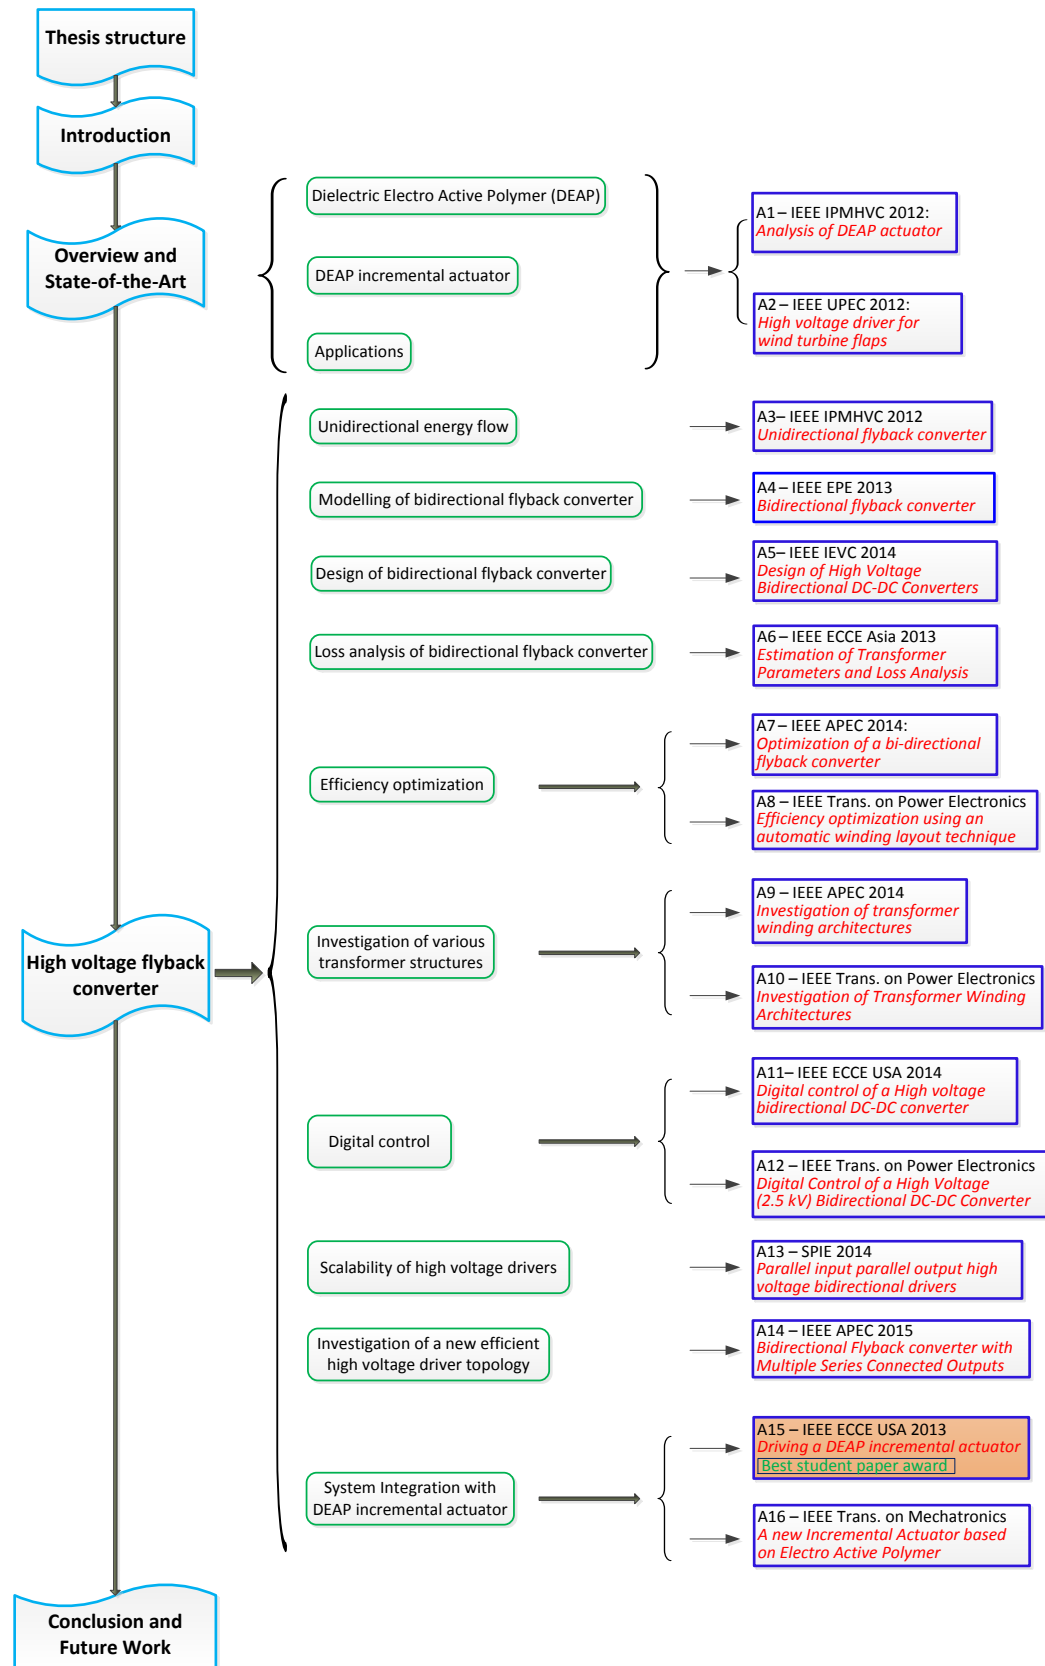 Thesis structure
Introduction
Overview and
State-of-the-Art
Dielectric Electro Active Polymer (DEAP)
DEAP incremental actuator
Applications
A1 – IEEE IPMHVC 2012:
Analysis of DEAP actuator
A2 – IEEE UPEC 2012:
High voltage driver for
wind turbine flaps
High voltage flyback
converter
Unidirectional energy flow
A3– IEEE IPMHVC 2012
Unidirectional flyback converter
Modelling of bidirectional flyback converter
A4 – IEEE EPE 2013
Bidirectional flyback converter
Design of bidirectional flyback converter
A5– IEEE IEVC 2014
Design of High Voltage
Bidirectional DC-DC Converters
Loss analysis of bidirectional flyback converter
A6 – IEEE ECCE Asia 2013
Estimation of Transformer
Parameters and Loss Analysis
Efficiency optimization
A7 – IEEE APEC 2014:
Optimization of a bi-directional
flyback converter
A8 – IEEE Trans. on Power Electronics
Efficiency optimization using an
automatic winding layout technique
Investigation of various
transformer structures
A9 – IEEE APEC 2014
Investigation of transformer
winding architectures
A10 – IEEE Trans. on Power Electronics
Investigation of Transformer Winding
Architectures
Digital control
A11– IEEE ECCE USA 2014
Digital control of a High voltage
bidirectional DC-DC converter
A12 – IEEE Trans. on Power Electronics
Digital Control of a High Voltage
(2.5 kV) Bidirectional DC-DC Converter
Scalability of high voltage drivers
A13 – SPIE 2014
Parallel input parallel output high
voltage bidirectional drivers
Investigation of a new efficient
high voltage driver topology
A14 – IEEE APEC 2015
Bidirectional Flyback converter with
Multiple Series Connected Outputs
System Integration with
DEAP incremental actuator
A15 – IEEE ECCE USA 2013
Driving a DEAP incremental actuator
Best student paper award
A16 – IEEE Trans. on Mechatronics
A new Incremental Actuator based
on Electro Active Polymer
Conclusion and
Future Work